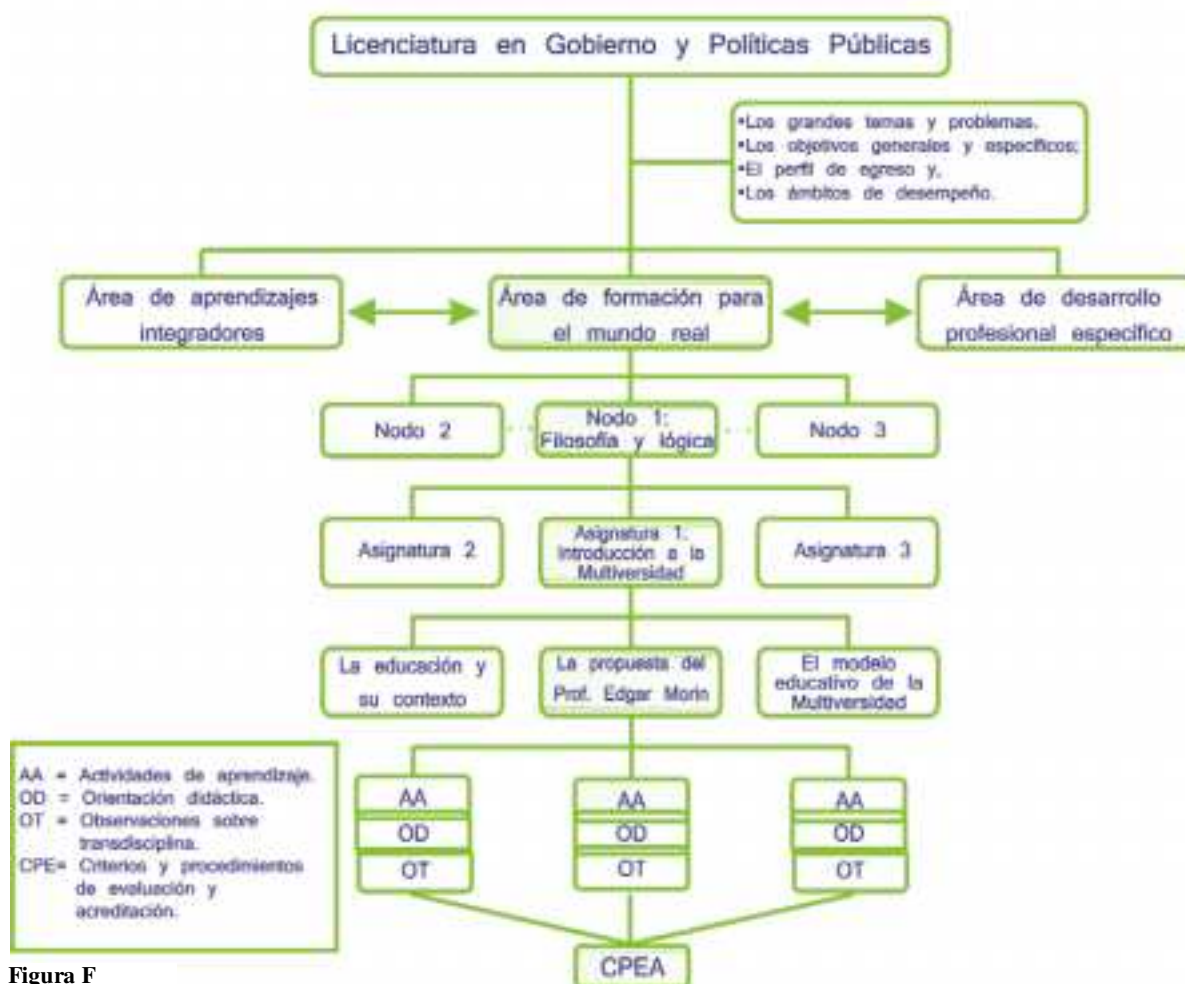 Licenciatura en Gobierno y Políticas Públicas
•Los grandes temas y problemas.
•Los objetivos generales y específicos;
•El perfil de egreso y,
•Los ámbitos de desempeño.
Área de aprendizajes
integradores
Área de formación para
el mundo real
Área de desarrollo
profesional específico
Nodo 2
Nodo 1:
Filosofía y lógica
Nodo 3
Asignatura 2
Asignatura 1:
Introducción a la
Multiversidad
Asignatura 3
La educación y
su contexto
La propuesta del
Prof. Edgar Morin
El modelo
educativo de la
Multiversidad
AA = Actividades de aprendizaje.
OD = Orientación didáctica.
OT = Observaciones sobre
transdisciplina.
CPE= Criterios y procedimientos
de evaluación y
acreditación.
AA
OD
OT
AA
OD
OT
AA
OD
OT
CPEA
Figura F